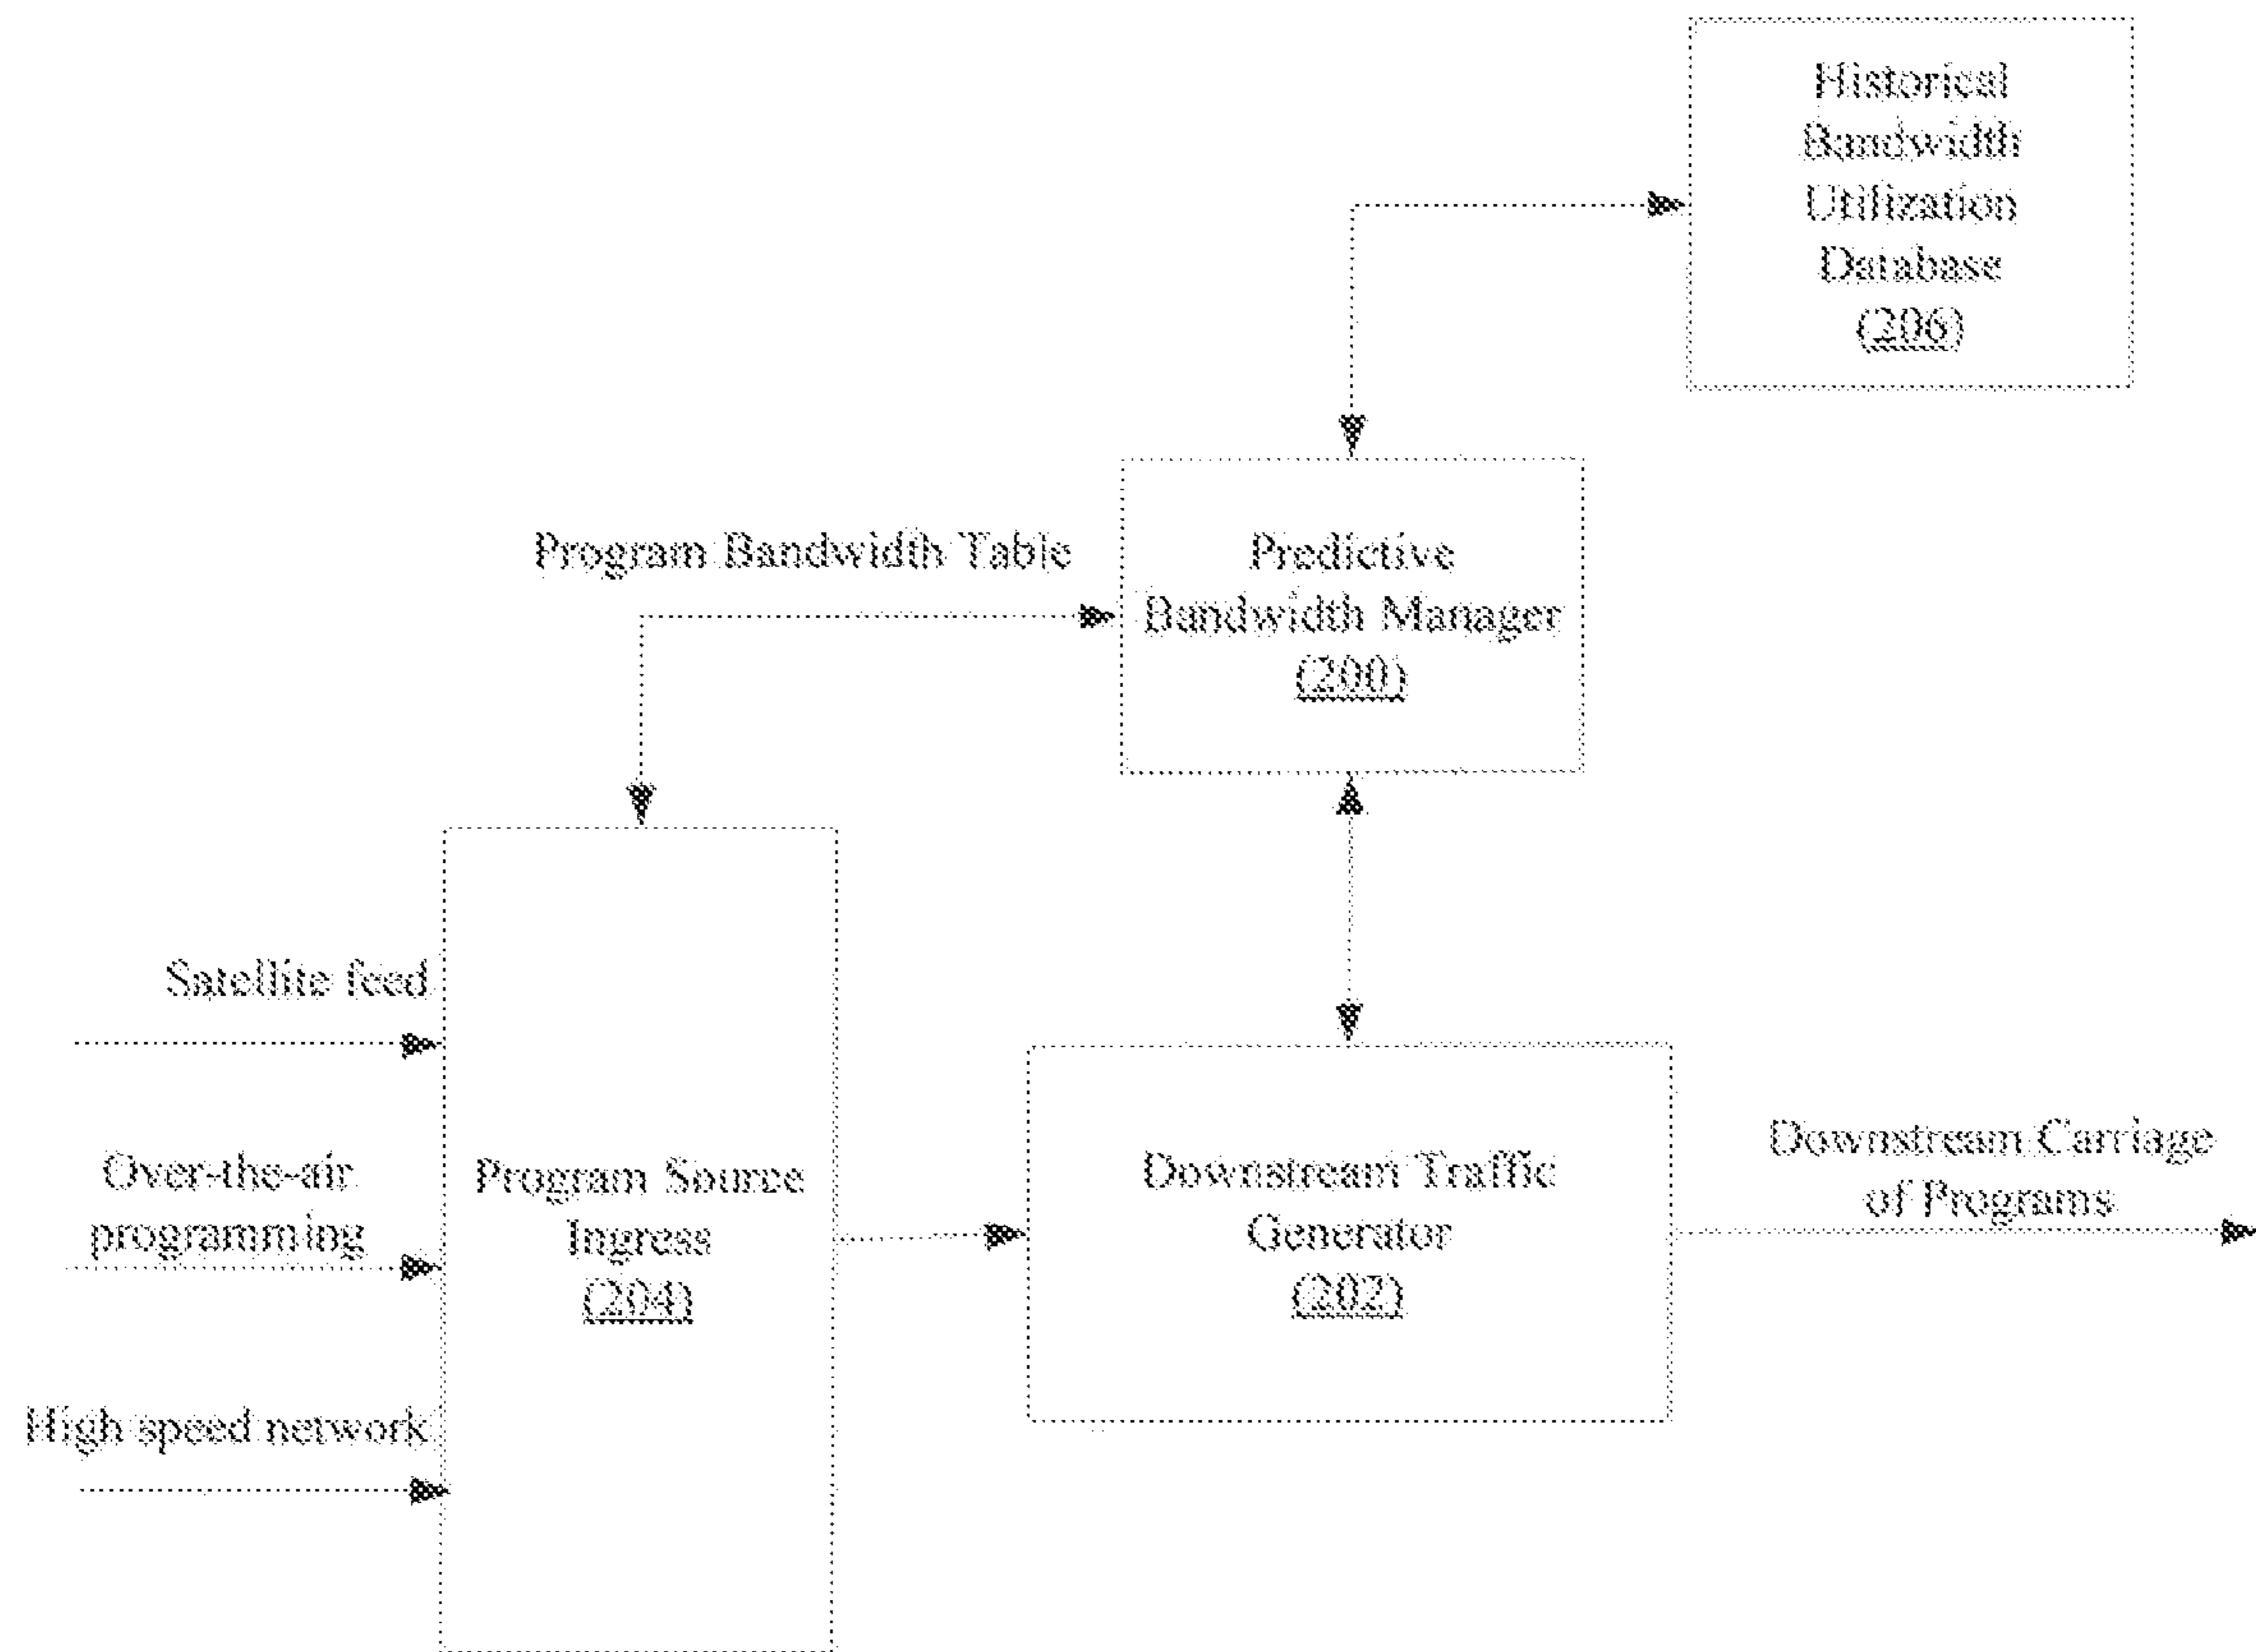 Historical
Bandwidth
Utilization
Database
(206)
Program Bandwidth Table
Predictive
Bandwidth Manager
(200)
Satellite feed
Over-the-air
programming
High speed network
Program Source
Ingress
(204)
Downstream Traffic
Generator
(202)
Downstream Carriage
of Programs